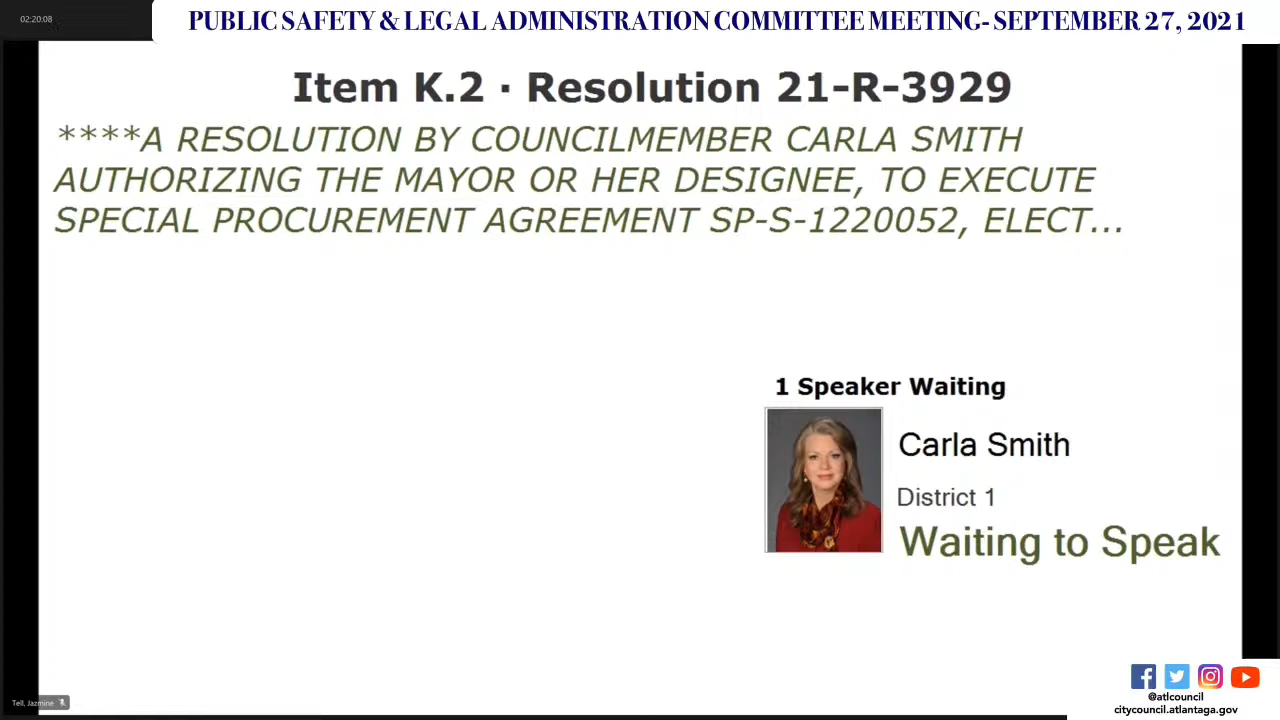 02:20:08
PUBLIC SAFETY & LEGAL ADMINISTRATION COMMITTEE MEETING- SEPTEMBER 27, 2021
Item K.2 · Resolution 21-R-3929
****A RESOLUTION BY COUNCILMEMBER CARLA SMITH
AUTHORIZING THE MAYOR OR HER DESIGNEE, TO EXECUTE
SPECIAL PROCUREMENT AGREEMENT SP-S-1220052, ELECT...
1 Speaker Waiting
Carla Smith
District 1
Waiting to Speak
@atlcouncil
citycouncil.atlantaga.gov
Tell, Jazmine